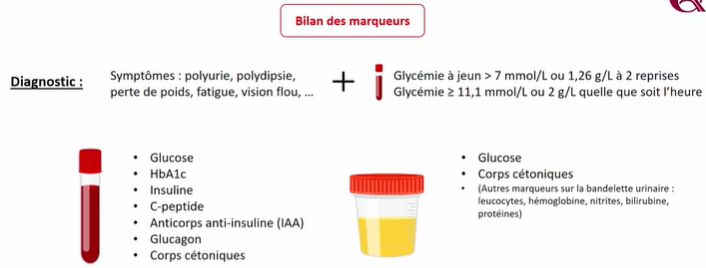 Bilan des marqueurs
Diagnostic :
Symptômes : polyurie, polydipsie,
perte de poids, fatigue, vision flou, ...
+
Glycémie à jeun > 7 mmol/L ou 1,26 g/L à 2 reprises
Glycémie ≥ 11,1 mmol/L ou 2 g/L quelle que soit l'heure
• Glucose
• HbA1c
• Insuline
• C-peptide
• Anticorps anti-insuline (IAA)
• Glucagon
• Corps cétoniques
• Glucose
• Corps cétoniques
• (Autres marqueurs sur la bandelette urinaire :
leucocytes, hémoglobine, nitrites, bilirubine,
protéines)